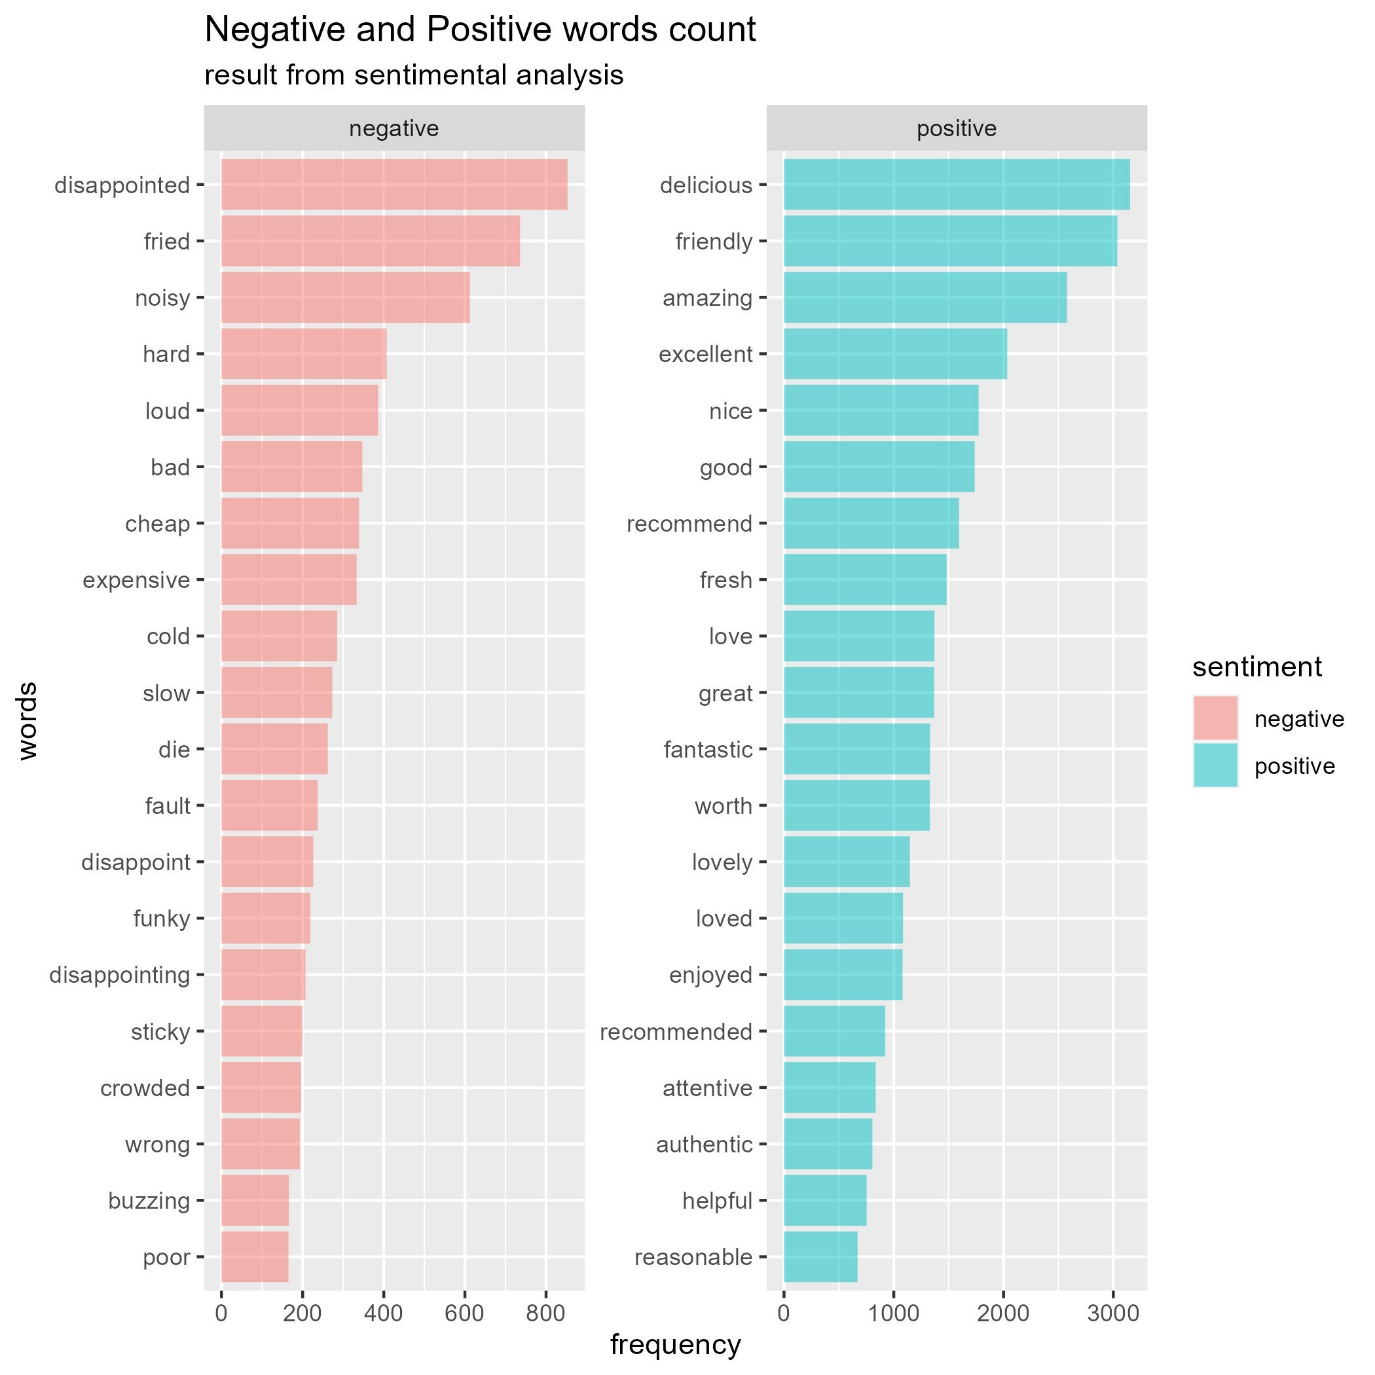 Negative and Positive words count
result from sentimental analysis
negative
disappointed
fried
noisy
hard
loud
bad
cheap
expensive
cold
slow
die
fault
disappoint
funky
disappointing
sticky
crowded
wrong
buzzing
poor
0 200 400 600 800
positive
delicious
friendly
amazing
excellent
nice
good
recommend
fresh
love
great
fantastic
worth
lovely
loved
enjoyed
recommended
attentive
authentic
helpful
reasonable
0 1000 2000 3000
words
frequency
sentiment
negative
positive